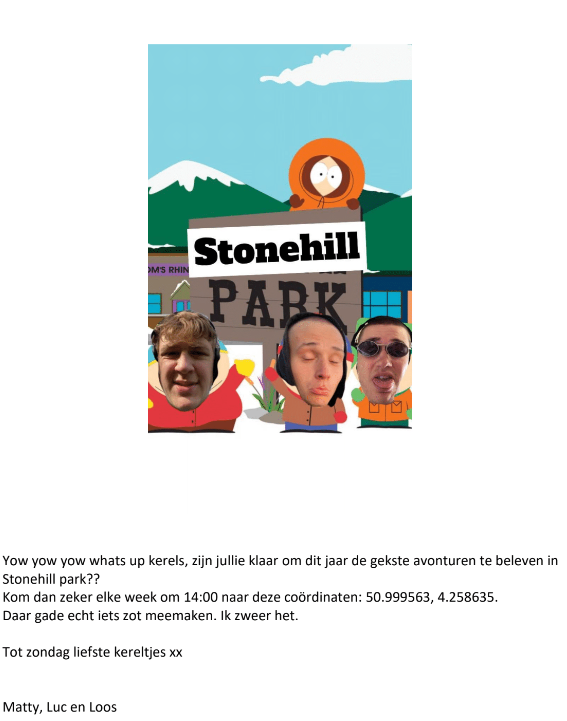 Stonehill
OM'S RHIN
PARK
Yow yow yow whats up kerels, zijn jullie klaar om dit jaar de gekste avonturen te beleven in
Stonehill park??
Kom dan zeker elke week om 14:00 naar deze coördinaten: 50.999563, 4.258635.
Daar gade echt iets zot meemaken. Ik zweer het.
Tot zondag liefste kereltjes xx
Matty, Luc en Loos